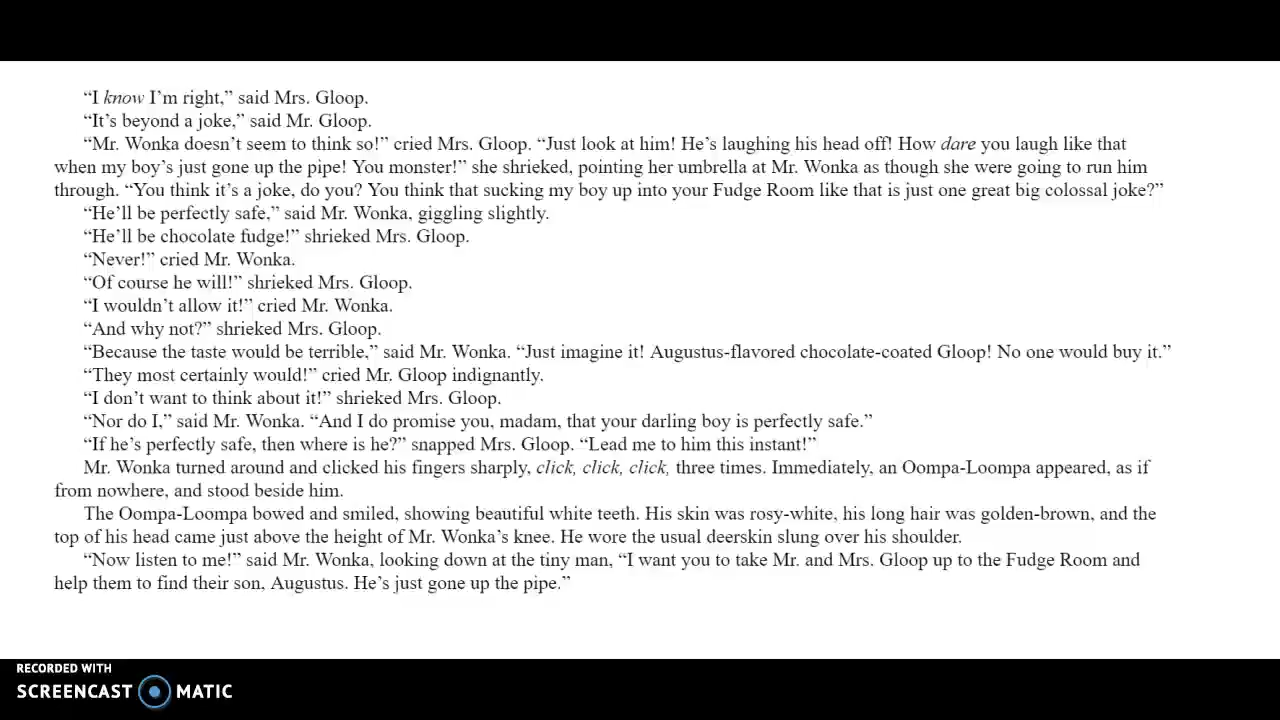 “I know I’m right,” said Mrs. Gloop.
“It’s beyond a joke,” said Mr. Gloop.
“Mr. Wonka doesn’t seem to think so!” cried Mrs. Gloop. “Just look at him! He’s laughing his head off! How dare you laugh like that
when my boy’s just gone up the pipe! You monster!” she shrieked, pointing her umbrella at Mr. Wonka as though she were going to run him
through. “You think it’s a joke, do you? You think that sucking my boy up into your Fudge Room like that is just one great big colossal joke?”
“He’ll be perfectly safe,” said Mr. Wonka, giggling slightly.
“He’ll be chocolate fudge!” shrieked Mrs. Gloop.
“Never!” cried Mr. Wonka.
“Of course he will!” shrieked Mrs. Gloop.
“I wouldn’t allow it!” cried Mr. Wonka.
“And why not?” shrieked Mrs. Gloop.
“Because the taste would be terrible,” said Mr. Wonka. “Just imagine it! Augustus-flavored chocolate-coated Gloop! No one would buy it.”
“They most certainly would!” cried Mr. Gloop indignantly.
“I don’t want to think about it!” shrieked Mrs. Gloop.
“Nor do I,” said Mr. Wonka. “And I do promise you, madam, that your darling boy is perfectly safe.”
“If he’s perfectly safe, then where is he?” snapped Mrs. Gloop. “Lead me to him this instant!”
Mr. Wonka turned around and clicked his fingers sharply, click, click, click, three times. Immediately, an Oompa-Loompa appeared, as if
from nowhere, and stood beside him.
The Oompa-Loompa bowed and smiled, showing beautiful white teeth. His skin was rosy-white, his long hair was golden-brown, and the
top of his head came just above the height of Mr. Wonka’s knee. He wore the usual deerskin slung over his shoulder.
“Now listen to me!” said Mr. Wonka, looking down at the tiny man, “I want you to take Mr. and Mrs. Gloop up to the Fudge Room and
help them to find their son, Augustus. He’s just gone up the pipe.”
RECORDED WITH
SCREENCAST MATIC